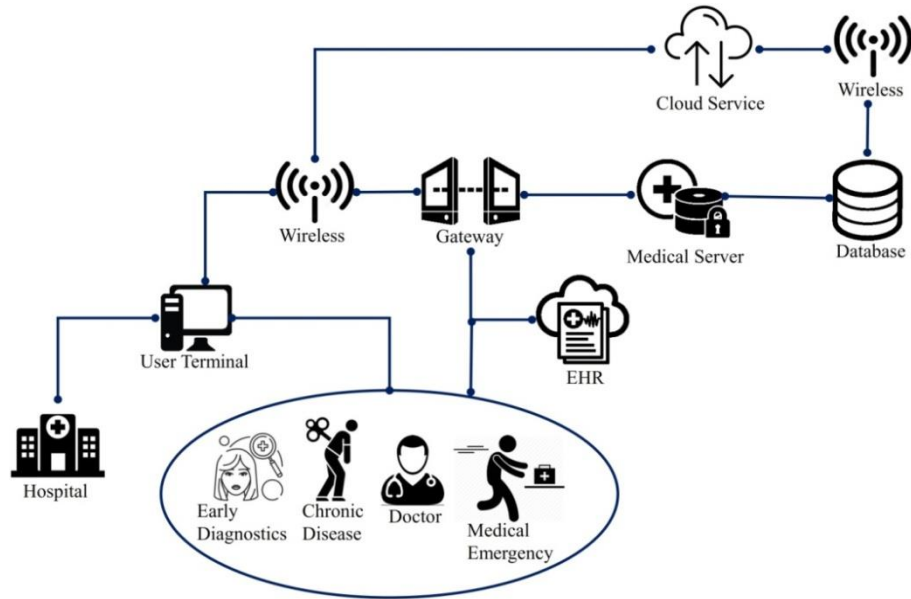 Cloud Service
Wireless
Wireless
Gateway
Medical Server
Database
User Terminal
EHR
Hospital
Early
Diagnostics
Chronic
Disease
Doctor
Medical
Emergency